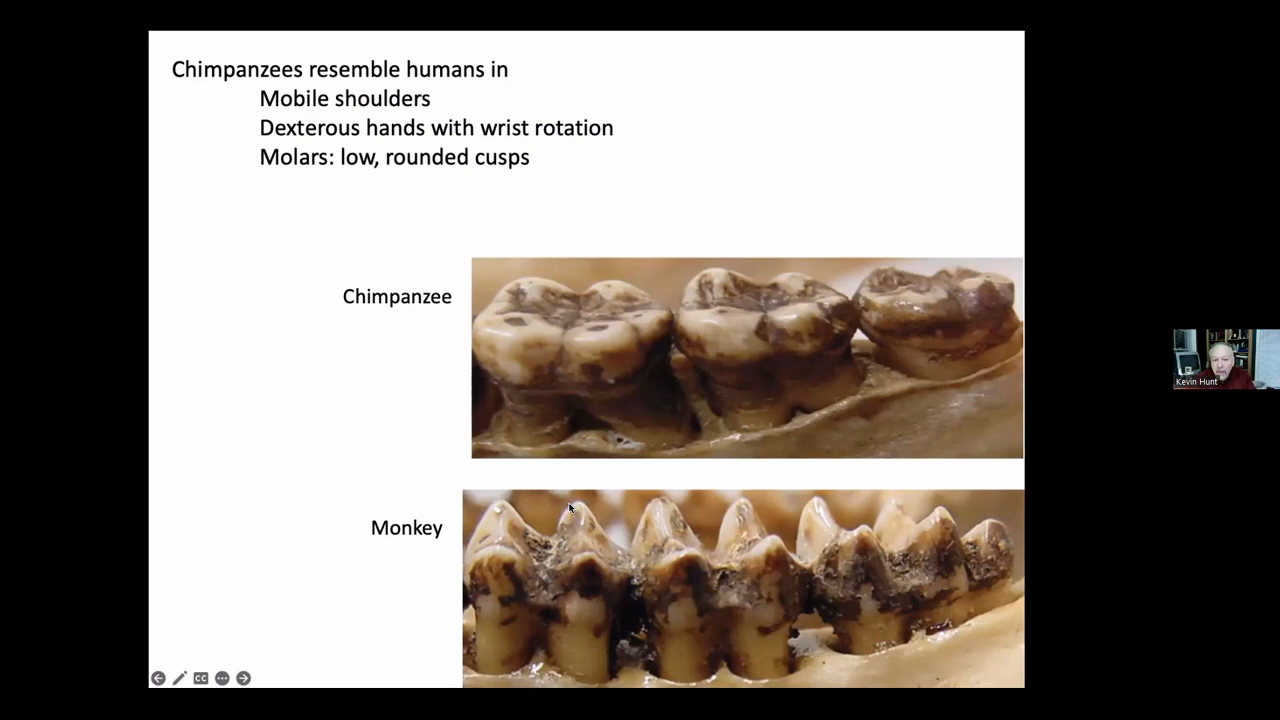 Chimpanzees resemble humans in
Mobile shoulders
Dexterous hands with wrist rotation
Molars: low, rounded cusps
Chimpanzee
Monkey
Kevin Hunt
CC